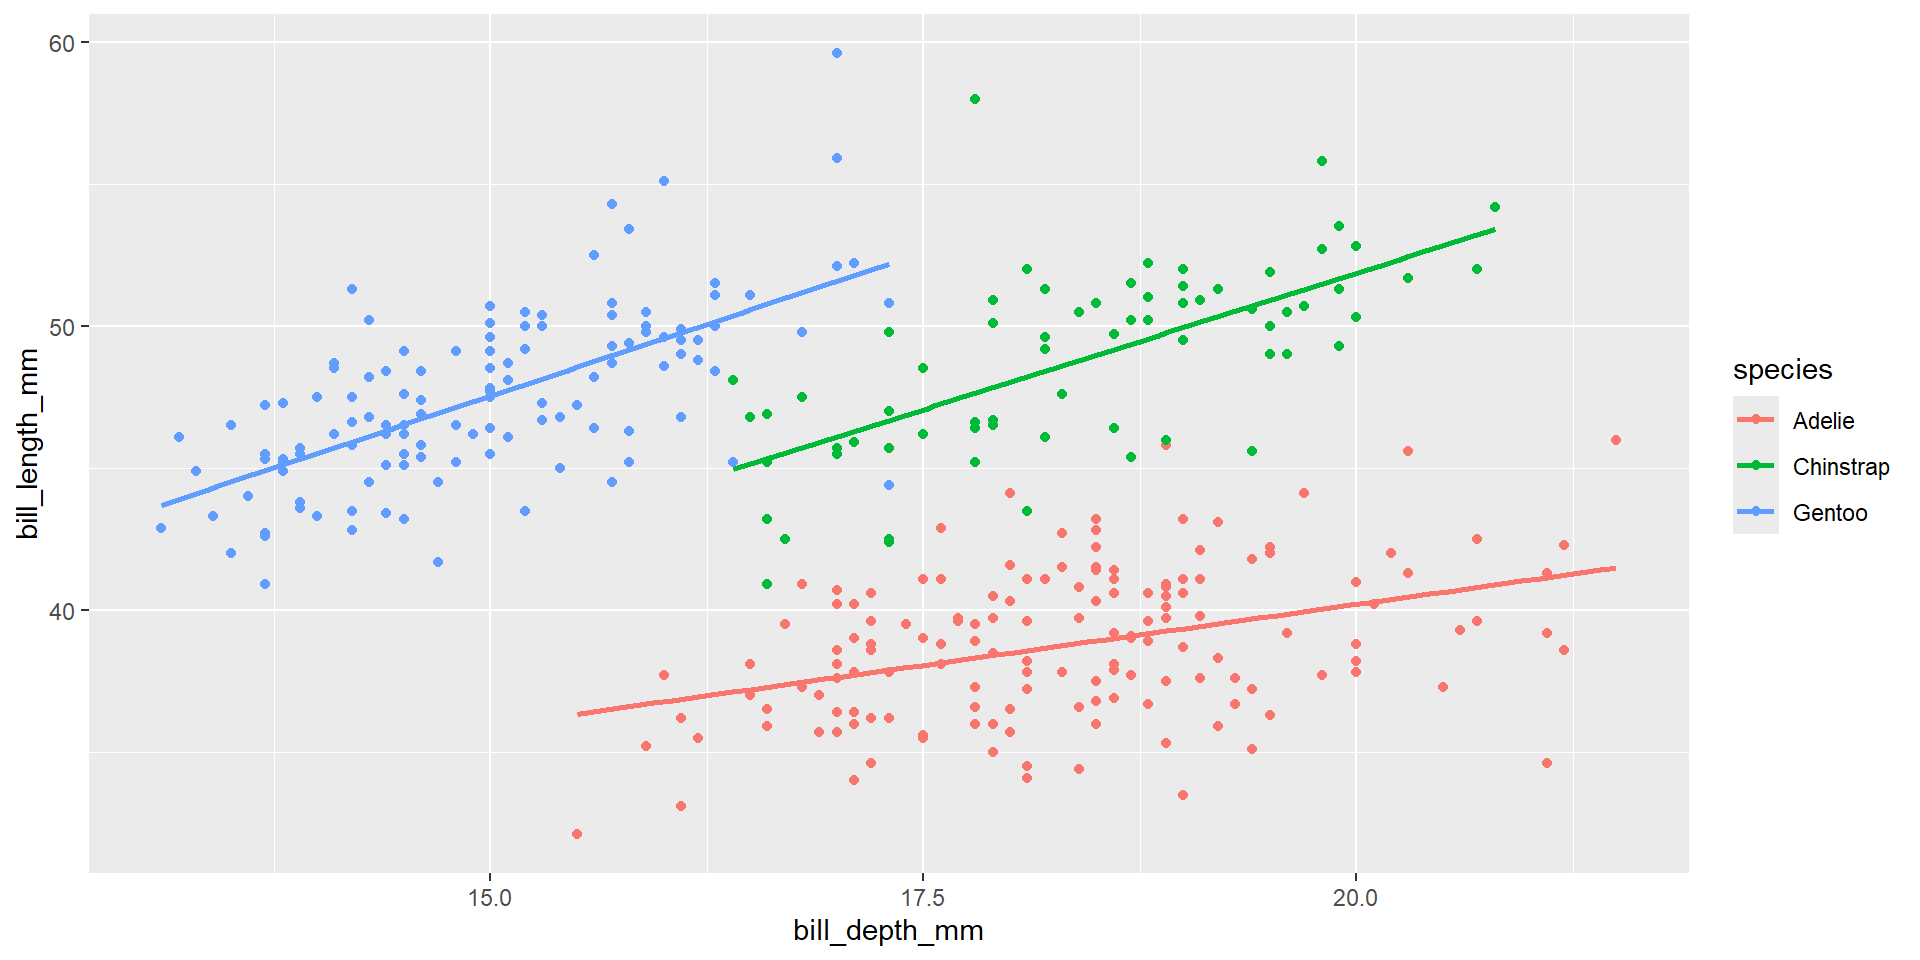 60
50
40
bill_length_mm
15.0
17.5
20.0
bill_depth_mm
species
Adelie
Chinstrap
Gentoo